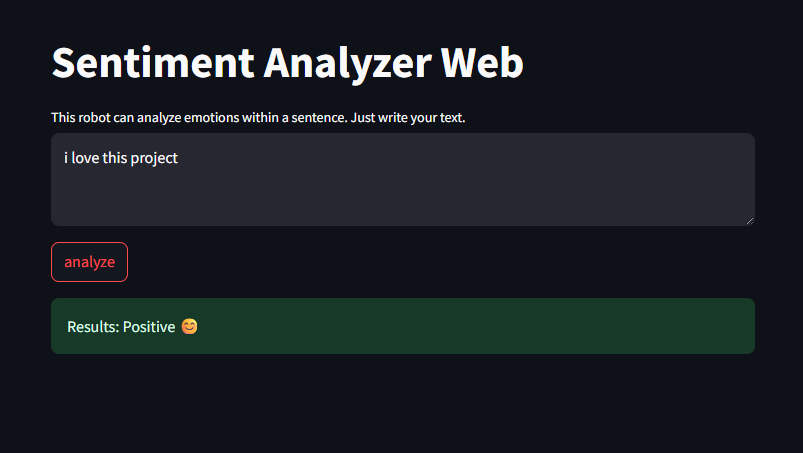 Sentiment Analyzer Web
This robot can analyze emotions within a sentence. Just write your text.
i love this project
analyze
Results: Positive 😊